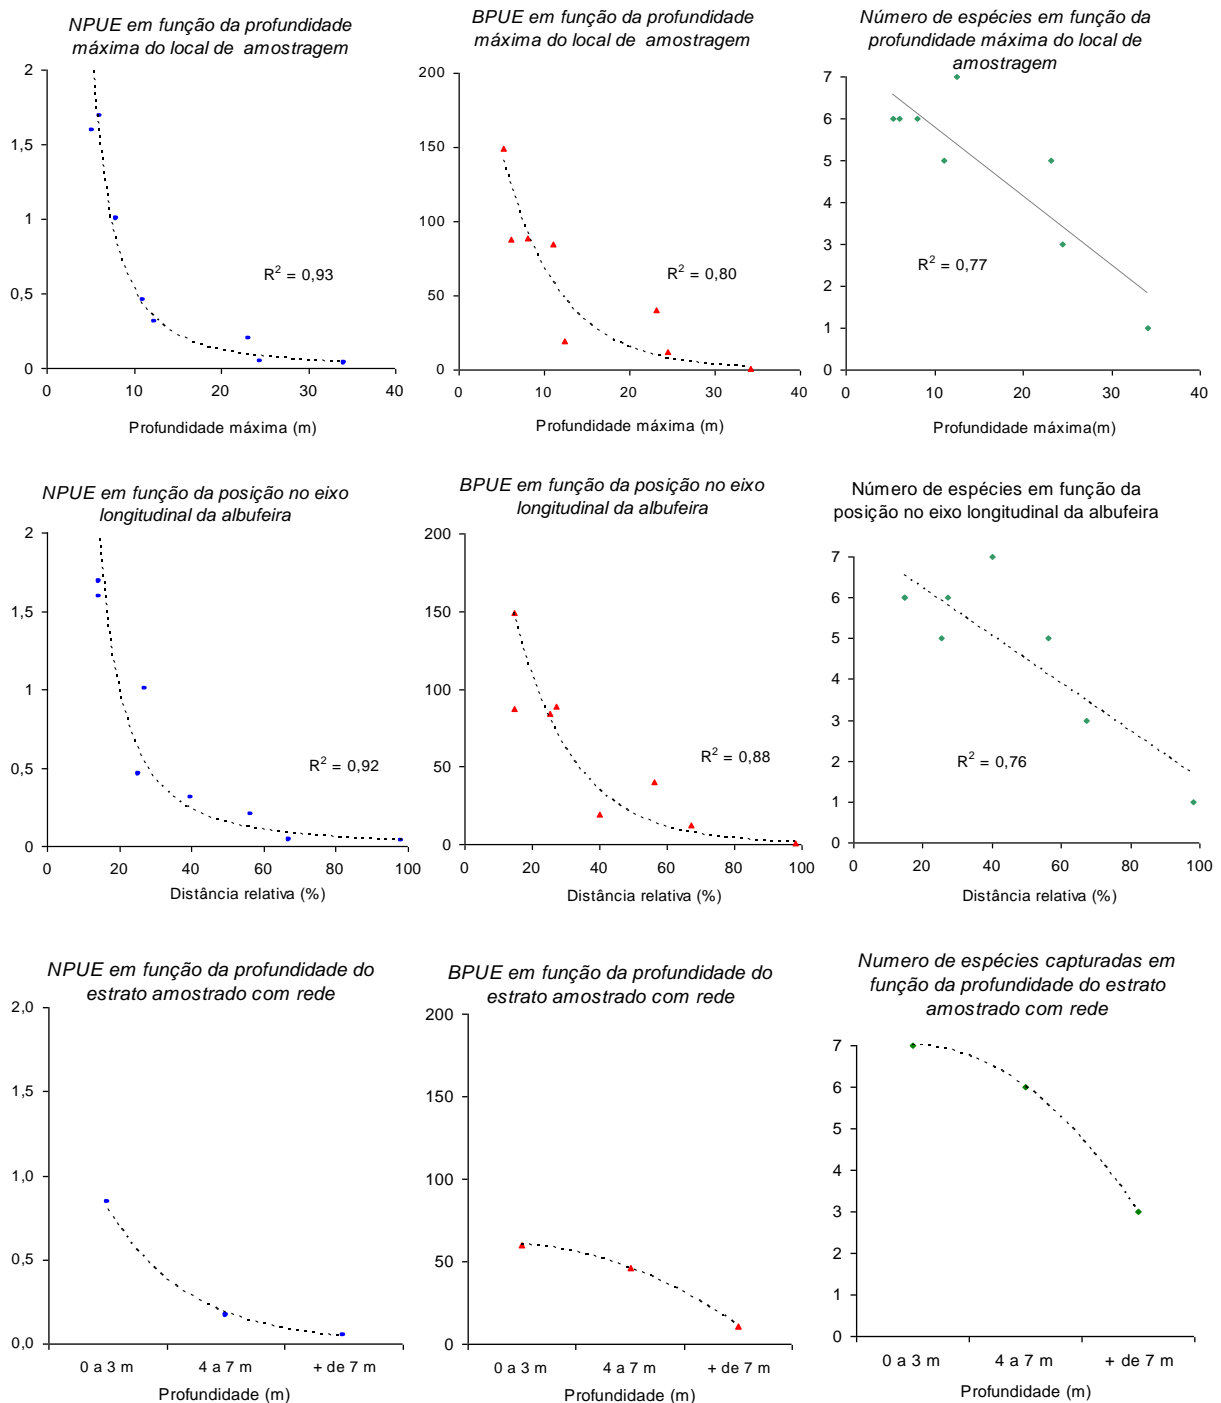 NPUE em função da profundidade
máxima do local de amostragem
2
1,5
1
0,5
0
0
10
20
30
40
R² = 0,93
Profundidade máxima (m)
BPUE em função da profundidade
máxima do local de amostragem
200
150
100
50
0
0
10
20
30
40
R² = 0,80
Profundidade máxima (m)
Número de espécies em função da
profundidade máxima do local de
amostragem
7
6
5
4
3
2
1
0
0
10
20
30
40
R² = 0,77
Profundidade máxima(m)
NPUE em função da posição no eixo
longitudinal da albufeira
2
1,5
1
0,5
0
0
20
40
60
80
100
R² = 0,92
Distância relativa (%)
BPUE em função da posição no eixo
longitudinal da albufeira
200
150
100
50
0
0
20
40
60
80
100
R² = 0,88
Distância relativa (%)
Número de espécies em função da
posição no eixo longitudinal da albufeira
7
6
5
4
3
2
1
0
0
20
40
60
80
100
R² = 0,76
Distância relativa (%)
NPUE em função da profundidade do
estrato amostrado com rede
2,0
1,5
1,0
0,5
0,0
0 a 3 m
4 a 7 m
+ de 7 m
Profundidade (m)
BPUE em função da profundidade do
estrato amostrado com rede
200
150
100
50
0
0 a 3 m
4 a 7 m
+ de 7 m
Profundidade (m)
Numero de espécies capturadas em
função da profundidade do estrato
amostrado com rede
7
6
5
4
3
2
1
0
0 a 3 m
4 a 7 m
+ de 7 m
Profundidade (m)